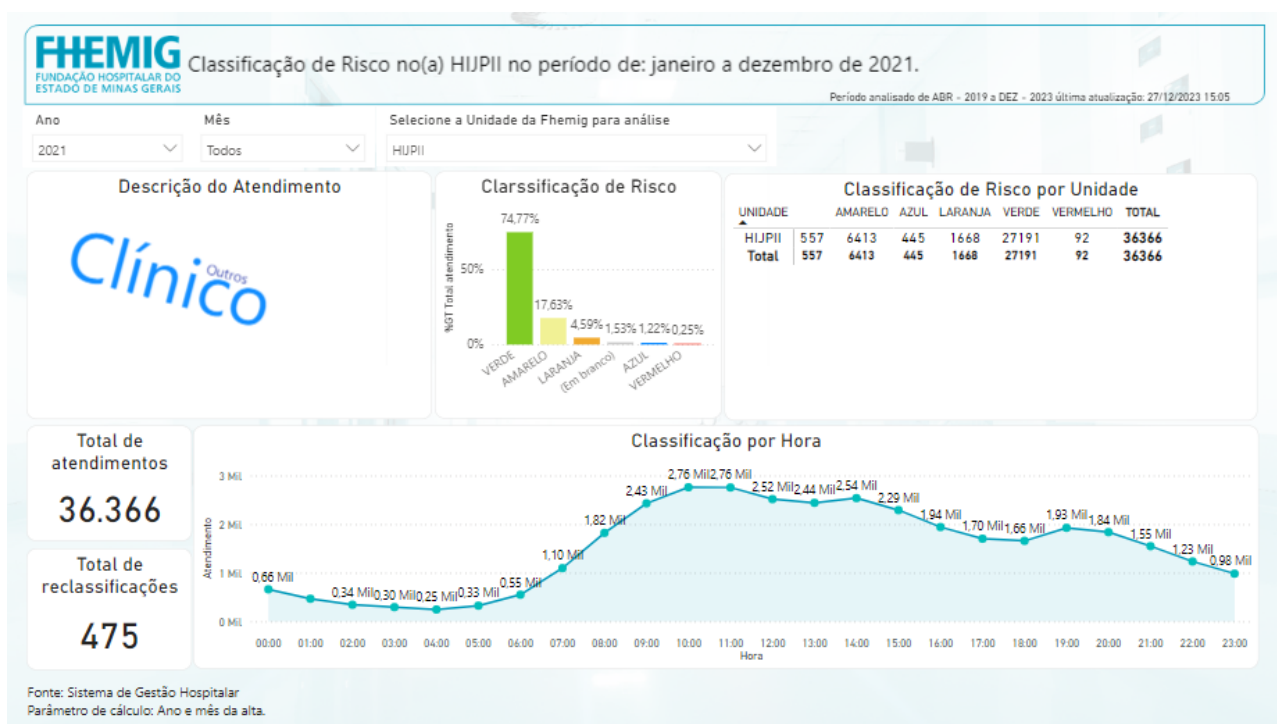 FHEMIG
FUNDAÇÃO HOSPITALAR DO
ESTADO DE MINAS GERAIS
Classificação de Risco no(a) HIJPII no período de: janeiro a dezembro de 2021.
Período analisado de ABR - 2019 a DEZ - 2023 última atualização: 27/12/2023 15:05
Ano
Mês
Selecione a Unidade da Fhemig para análise
2021
Todos
HIJPII
Descrição do Atendimento
Clínico
Outros
Clarssificação de Risco
%GT Total atendimento
50%
0%
74,77%
17,63%
4,59%
1,53%
1,22%
0,25%
VERDE
AMARELO
LARANJA
(Em branco)
AZUL
VERMELHO
Classificação de Risco por Unidade
UNIDADE AMARELO AZUL LARANJA VERDE VERMELHO TOTAL
HIJPII 557 6413 445 1668 27191 92 36366
Total 557 6413 445 1668 27191 92 36366
Total de
atendimentos
36.366
Total de
reclassificações
475
Classificação por Hora
Atendimento
3 Mil
2 Mil
1 Mil
0 Mil
0,66 Mil
0,34 Mil
0,30 Mil
0,25 Mil
0,33 Mil
0,55 Mil
1,10 Mil
1,82 Mil
2,43 Mil
2,76 Mil
2,76 Mil
2,52 Mil
2,44 Mil
2,54 Mil
2,29 Mil
1,94 Mil
1,70 Mil
1,66 Mil
1,93 Mil
1,84 Mil
1,55 Mil
1,23 Mil
0,98 Mil
00:00 01:00 02:00 03:00 04:00 05:00 06:00 07:00 08:00 09:00 10:00 11:00 12:00 13:00 14:00 15:00 16:00 17:00 18:00 19:00 20:00 21:00 22:00 23:00
Hora
Fonte: Sistema de Gestão Hospitalar
Parâmetro de cálculo: Ano e mês da alta.